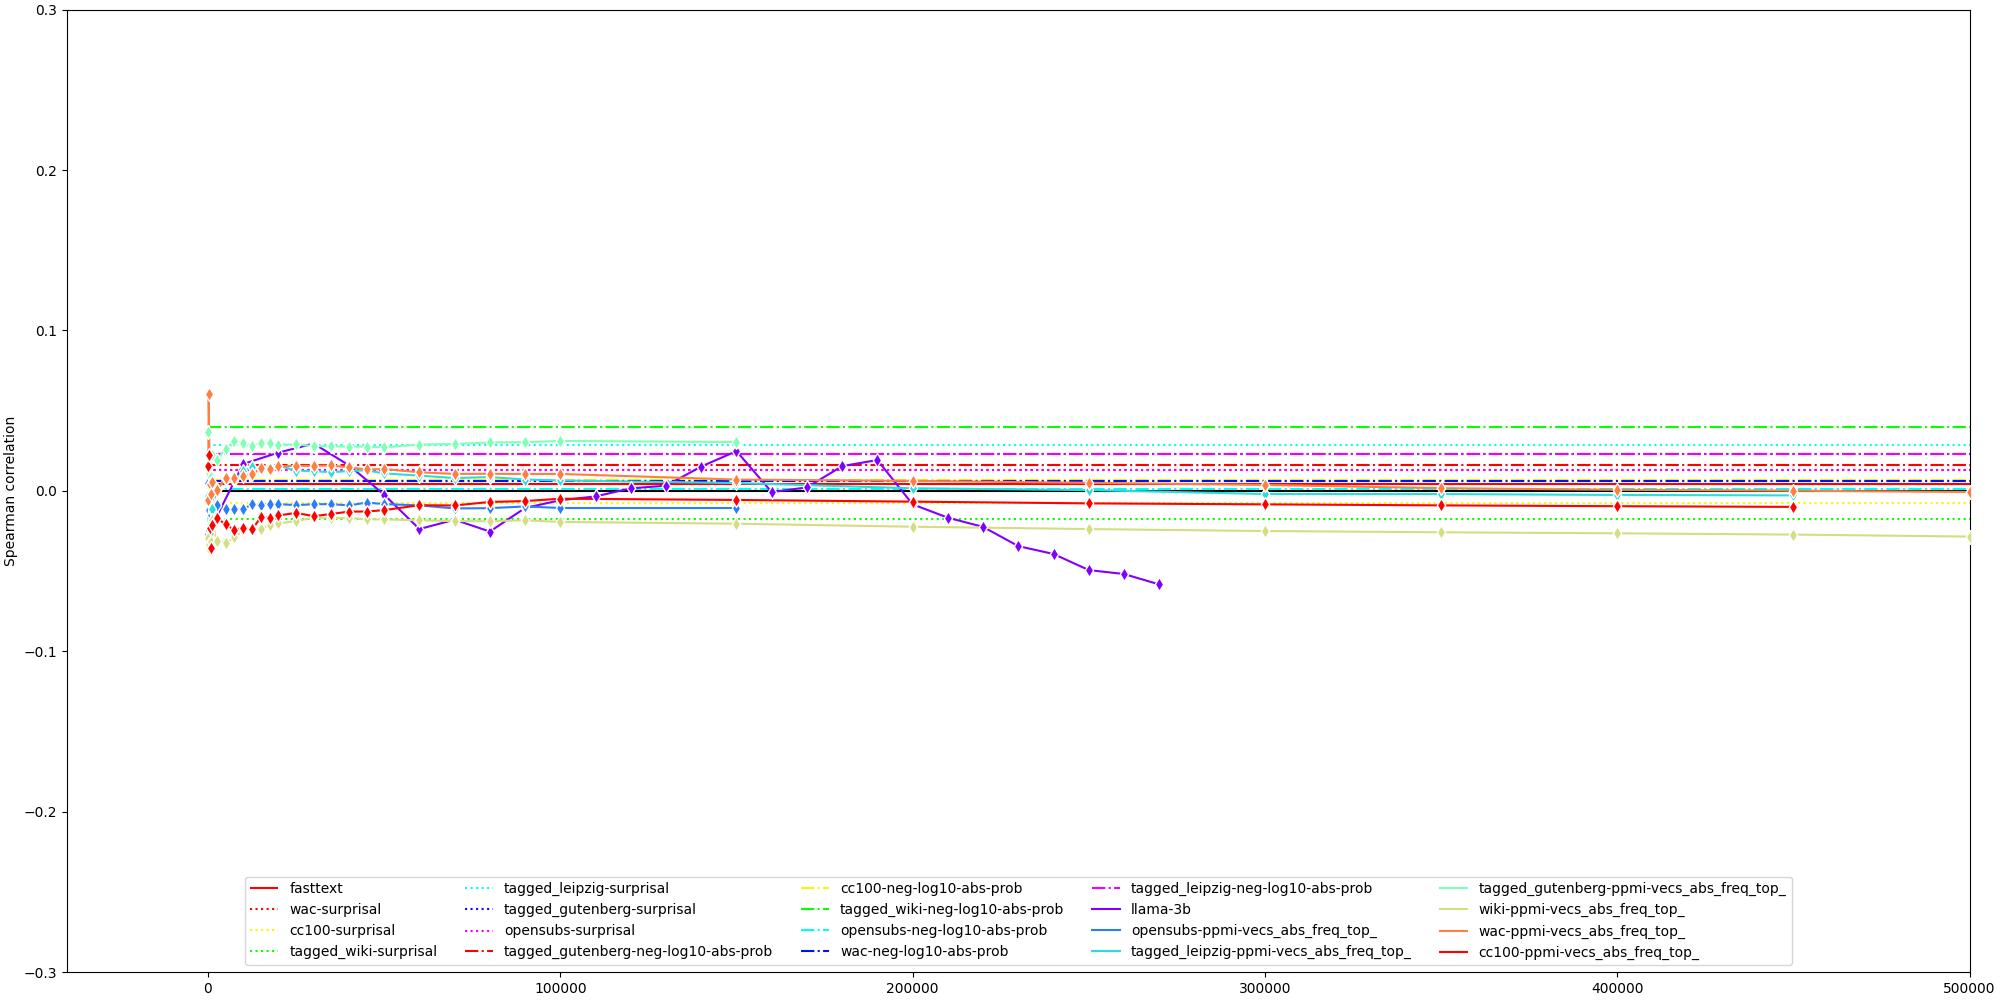 0.3
0.2
0.1
0.0
−0.1
−0.2
−0.3
Spearman correlation
0 100000 200000 300000 400000 500000
fasttext
wac-surprisal
cc100-surprisal
tagged_wiki-surprisal
tagged_leipzig-surprisal
tagged_gutenberg-surprisal
opensubs-surprisal
tagged_gutenberg-neg-log10-abs-prob
cc100-neg-log10-abs-prob
tagged_wiki-neg-log10-abs-prob
opensubs-neg-log10-abs-prob
wac-neg-log10-abs-prob
tagged_leipzig-neg-log10-abs-prob
llama-3b
opensubs-ppmi-vecs_abs_freq_top_
tagged_leipzig-ppmi-vecs_abs_freq_top_
tagged_gutenberg-ppmi-vecs_abs_freq_top_
wiki-ppmi-vecs_abs_freq_top_
wac-ppmi-vecs_abs_freq_top_
cc100-ppmi-vecs_abs_freq_top_